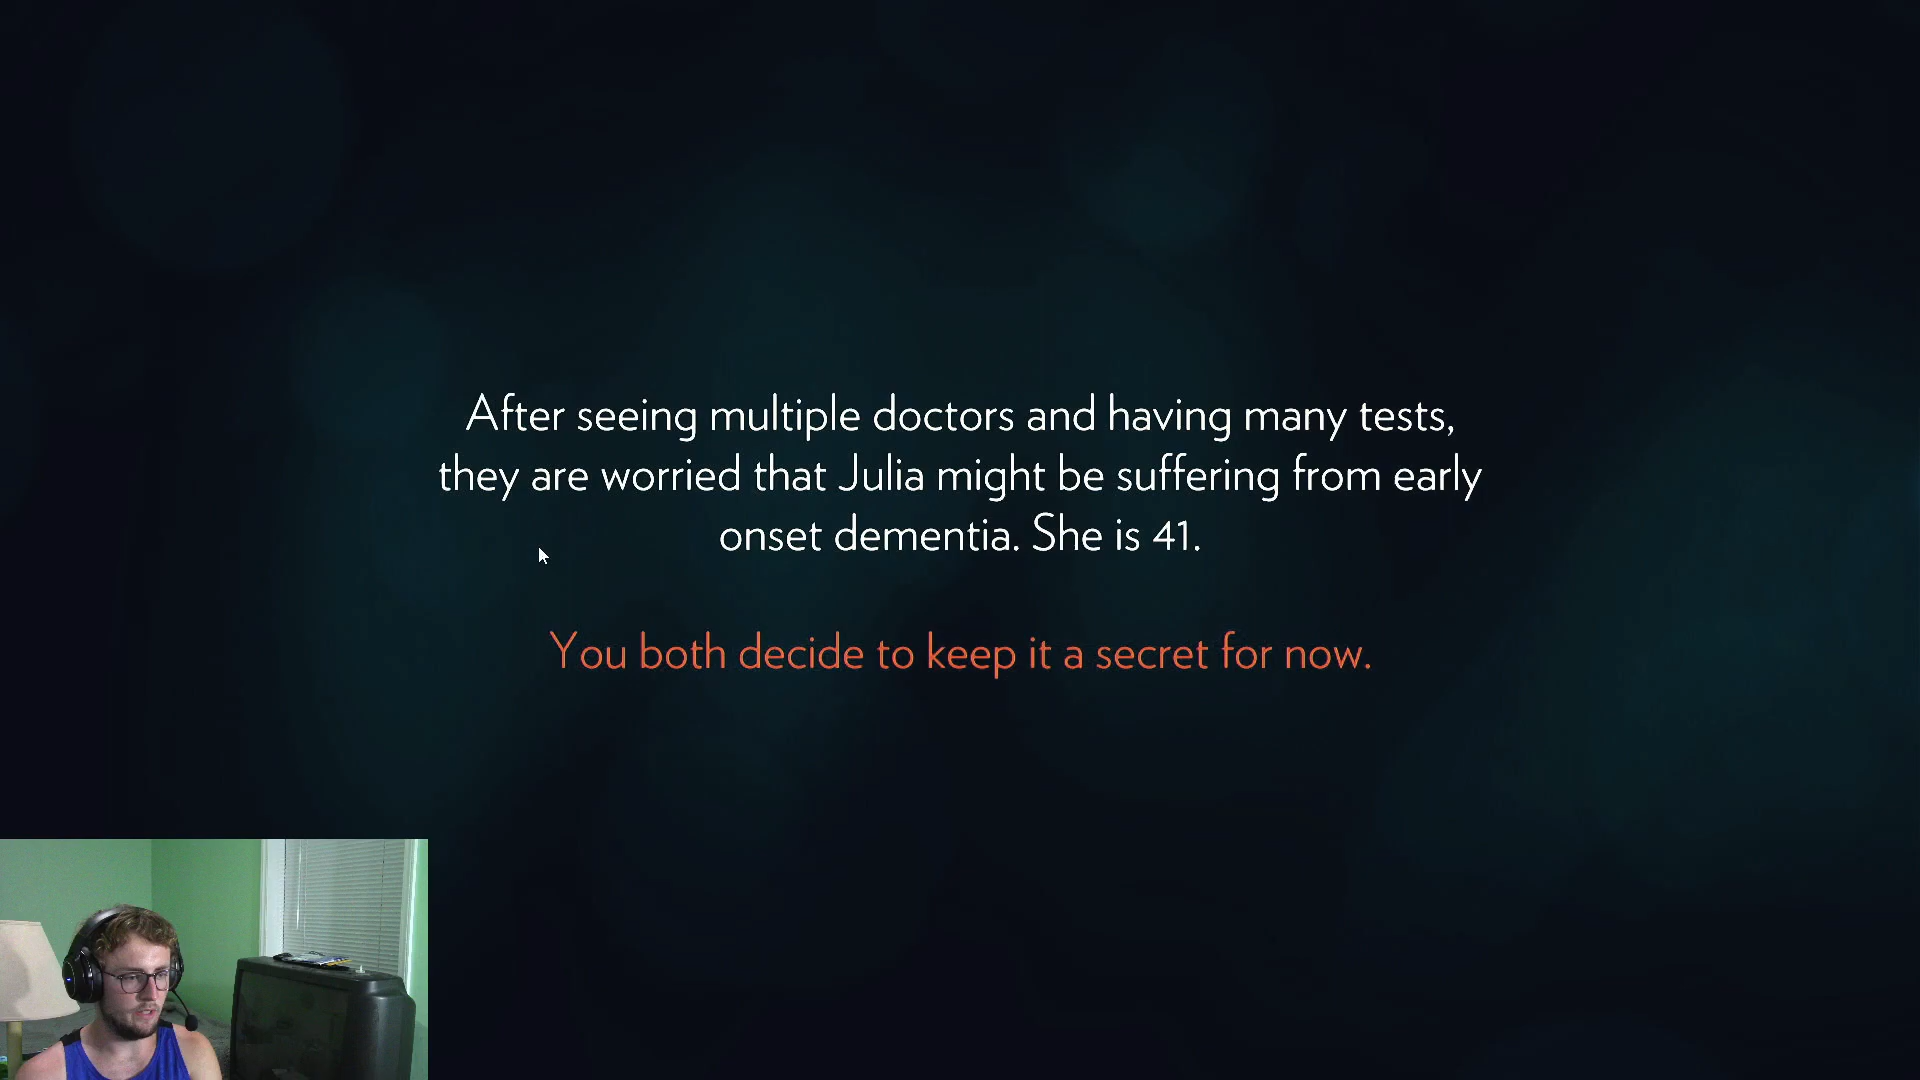 After seeing multiple doctors and having many tests,
they are worried that Julia might be suffering from early
onset dementia. She is 41.
You both decide to keep it a secret for now.